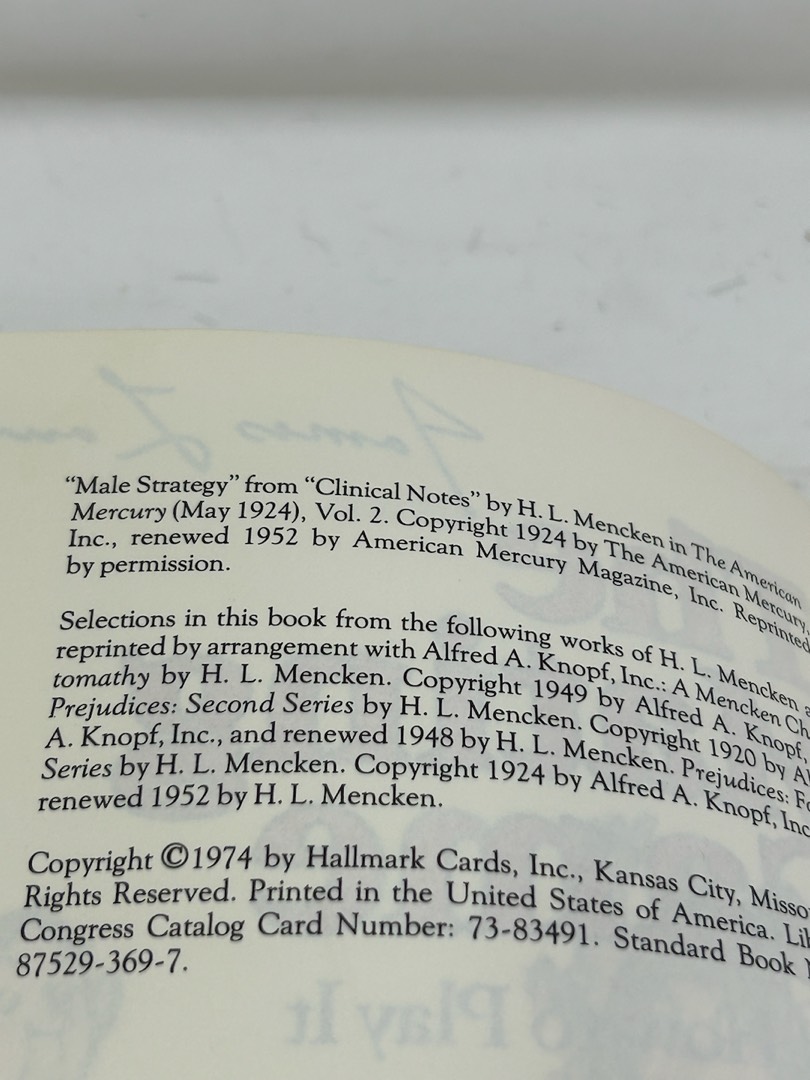 "Male Strategy" from "Clinical Notes" by H. L. Mencken in The American
Mercury (May 1924), Vol. 2. Copyright 1924 by The American Mercury,
Inc., renewed 1952 by American Mercury Magazine, Inc. Reprinted
by permission.
Selections in this book from the following works of H. L. Mencken
reprinted by arrangement with Alfred A. Knopf, Inc.: A Mencken Ch
tomathy by H. L. Mencken. Copyright 1949 by Alfred A. Knopf,
Prejudices: Second Series by H. L. Mencken. Copyright 1920 by Al
A. Knopf, Inc., and renewed 1948 by H. L. Mencken. Prejudices: Fo
Series by H. L. Mencken. Copyright 1924 by Alfred A. Knopf, Inc
renewed 1952 by H. L. Mencken.
Copyright ©1974 by Hallmark Cards, Inc., Kansas City, Misso
Rights Reserved. Printed in the United States of America. Lib
Congress Catalog Card Number: 73-83491. Standard Book
87529-369-7.